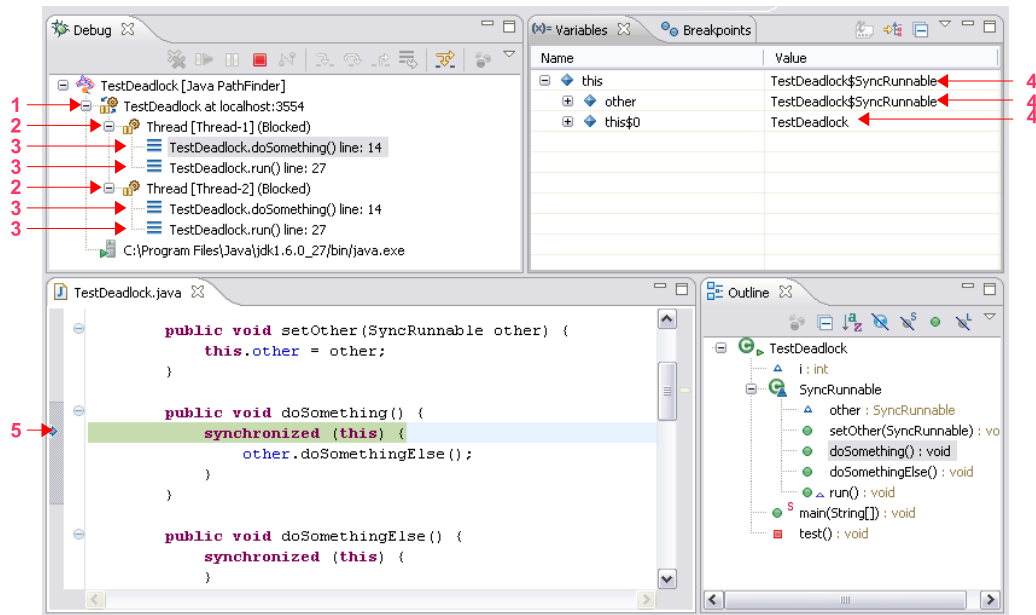 Debug
TestDeadlock [Java PathFinder]
1 TestDeadlock at localhost:3554
2 Thread [Thread-1] (Blocked)
3 TestDeadlock.doSomething() line: 14
3 TestDeadlock.run() line: 27
2 Thread [Thread-2] (Blocked)
3 TestDeadlock.doSomething() line: 14
3 TestDeadlock.run() line: 27
C:\Program Files\Java\jdk1.6.0_27/bin/java.exe
(x)= Variables Breakpoints
Name Value
this TestDeadlock$SyncRunnable 4
other TestDeadlock$SyncRunnable 4
this$0 TestDeadlock 4
TestDeadlock.java
public void setOther(SyncRunnable other) {
this.other = other;
}
public void doSomething() {
5 synchronized (this) {
other.doSomethingElse();
}
}
public void doSomethingElse() {
synchronized (this) {
}
Outline
TestDeadlock
i : int
SyncRunnable
other : SyncRunnable
setOther(SyncRunnable) : vo
doSomething() : void
doSomethingElse() : void
run() : void
main(String[]) : void
test() : void